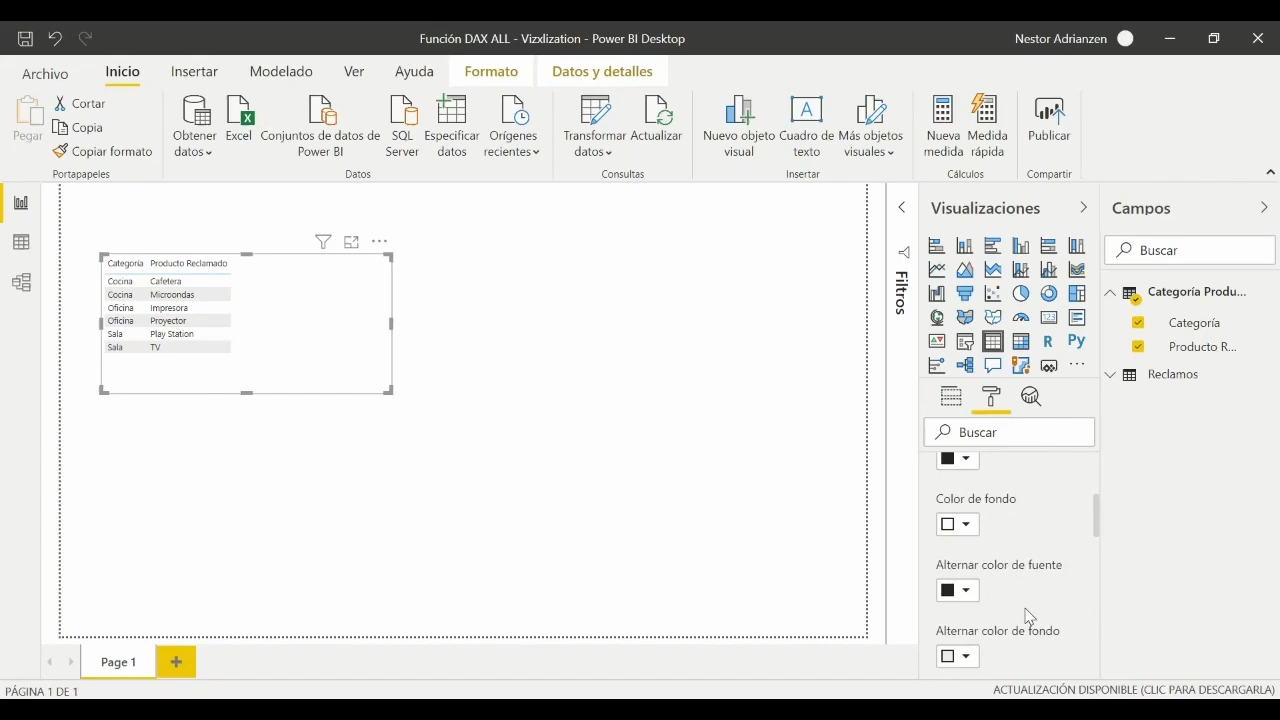 Función DAX ALL - Vizxlization - Power BI Desktop
Nestor Adrianzen
Archivo
Inicio
Insertar
Modelado
Ver
Ayuda
Formato
Datos y detalles
Pegar
Cortar
Copia
Copiar formato
Portapapeles
Obtener
datos
Excel
Conjuntos de datos de
Power BI
SQL
Server
Especificar
datos
Orígenes
recientes
Datos
Transformar
datos
Actualizar
Consultas
Nuevo objeto
visual
Cuadro de
texto
Más objetos
visuales
Insertar
Nueva
medida
Medida
rápida
Cálculos
Publicar
Compartir
Categoría Producto Reclamado
Cocina Cafetera
Cocina Microondas
Oficina Impresora
Oficina Proyector
Sala Play Station
Sala TV
Filtros
Visualizaciones
R
Py
123
Buscar
Color de fondo
Alternar color de fuente
Alternar color de fondo
Campos
Buscar
Categoría Produ...
Categoría
Producto R...
Reclamos
Page 1
PÁGINA 1 DE 1
ACTUALIZACIÓN DISPONIBLE (CLIC PARA DESCARGARLA)